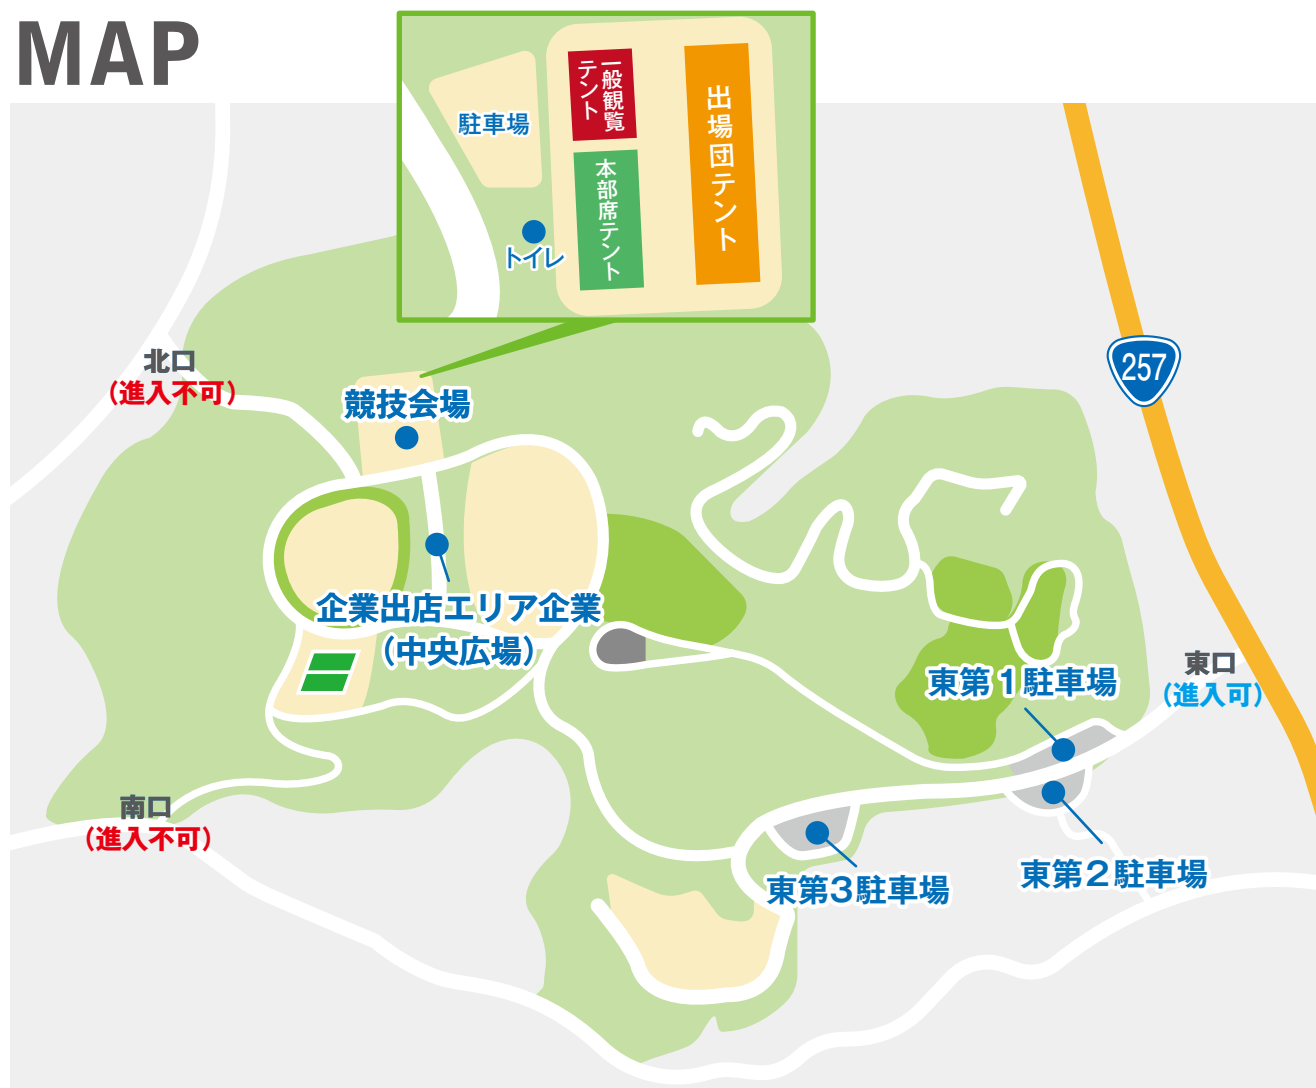 MAP
一般観覧
テント
出場団テント
駐車場
本部席テント
トイレ
257
北口
(進入不可)
競技会場
企業出店エリア企業
(中央広場)
東口
(進入可)
東第1駐車場
南口
(進入不可)
東第2駐車場
東第3駐車場